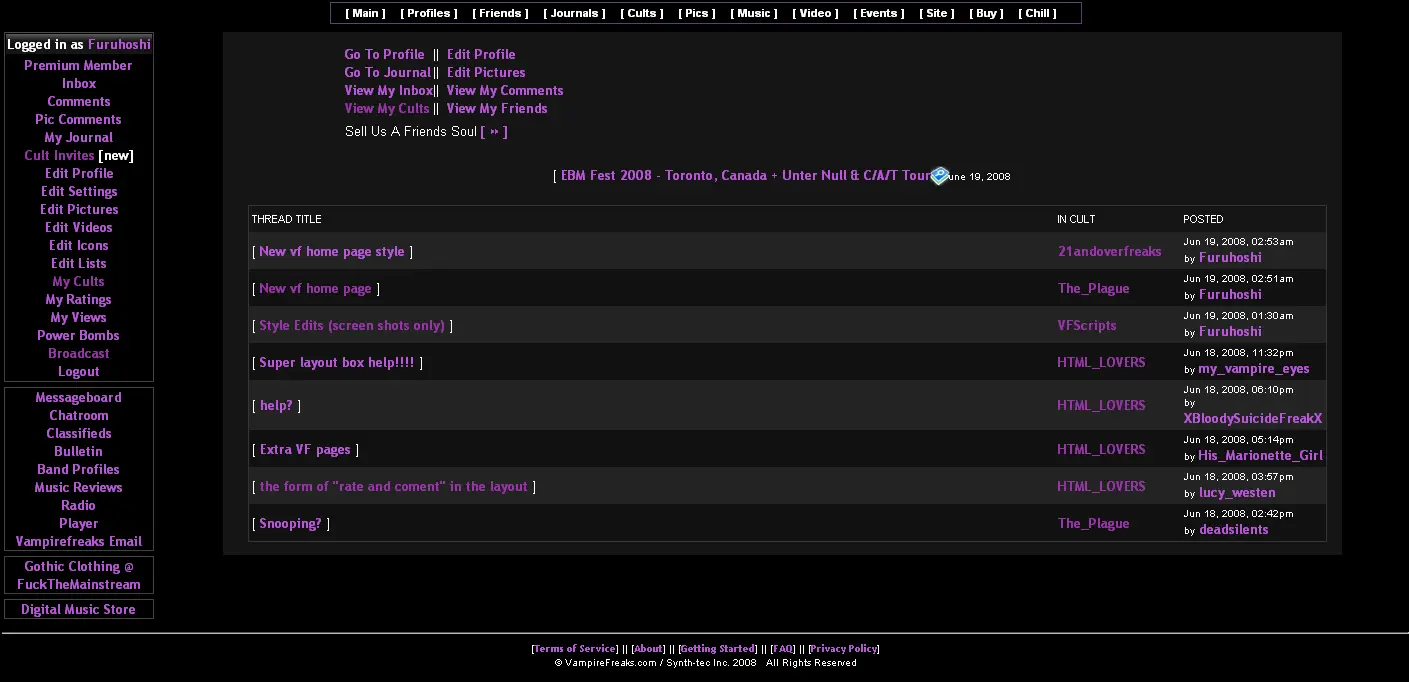 [ Main ] [ Profiles ] [ Friends ] [ Journals ] [ Cults ] [ Pics ] [ Music ] [ Video ] [ Events ] [ Site ] [ Buy ] [ Chill ]
Logged in as Furuhoshi
Premium Member
Inbox
Comments
Pic Comments
My Journal
Cult Invites [new]
Edit Profile
Edit Settings
Edit Pictures
Edit Videos
Edit Icons
Edit Lists
My Cults
My Ratings
My Views
Power Bombs
Broadcast
Logout
Messageboard
Chatroom
Classifieds
Bulletin
Band Profiles
Music Reviews
Radio
Player
Vampirefreaks Email
Gothic Clothing @
FuckTheMainstream
Digital Music Store
Go To Profile || Edit Profile
Go To Journal || Edit Pictures
View My Inbox || View My Comments
View My Cults || View My Friends
Sell Us A Friends Soul [ » ]
[ EBM Fest 2008 - Toronto, Canada + Unter Null & C/A/T Tour une 19, 2008
THREAD TITLE IN CULT POSTED
[ New vf home page style ] 21andoverfreaks Jun 19, 2008, 02:53am
by Furuhoshi
[ New vf home page ] The_Plague Jun 19, 2008, 02:51am
by Furuhoshi
[ Style Edits (screen shots only) ] VFScripts Jun 19, 2008, 01:30am
by Furuhoshi
[ Super layout box help!!!! ] HTML_LOVERS Jun 18, 2008, 11:32pm
by my_vampire_eyes
[ help? ] HTML_LOVERS Jun 18, 2008, 06:10pm
by
XBloodySuicideFreakX
[ Extra VF pages ] HTML_LOVERS Jun 18, 2008, 05:14pm
by His_Marionette_Girl
[ the form of "rate and coment" in the layout ] HTML_LOVERS Jun 18, 2008, 03:57pm
by lucy_westen
[ Snooping? ] The_Plague Jun 18, 2008, 02:42pm
by deadsilents
[Terms of Service] || [About] || [Getting Started] || [FAQ] || [Privacy Policy]
© VampireFreaks.com / Synth-tec Inc. 2008 All Rights Reserved